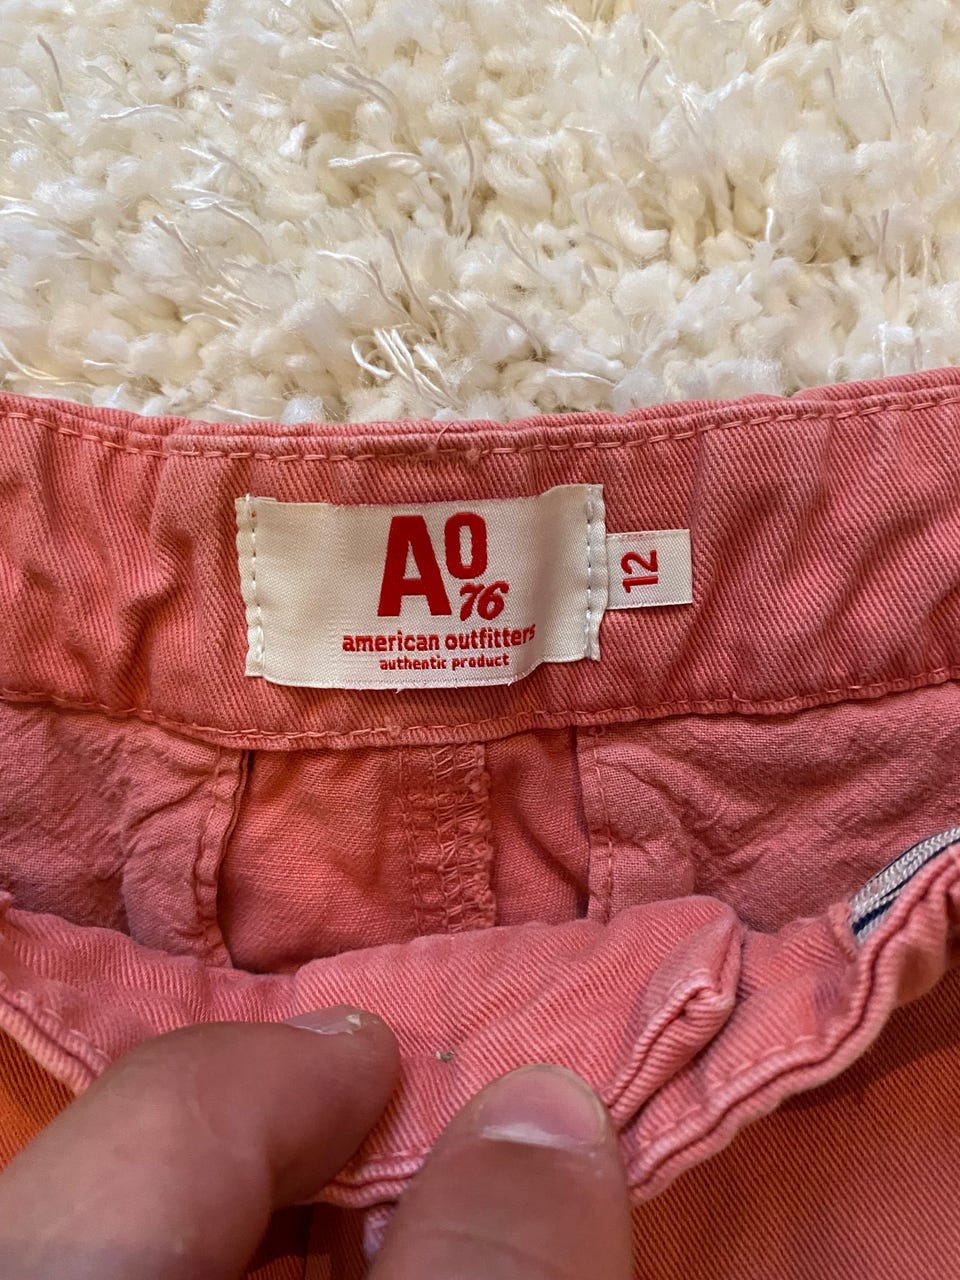 AO
76
american outfitters
authentic product
12